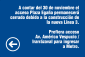 A contar del 30 de noviembre el
acceso Plaza Egaña permanecerá
cerrado debido a la construcción de
la nueva Línea 3.
Prefiera acceso
Av. Américo Vespucio
Irarrázaval para ingresar
a Metro.